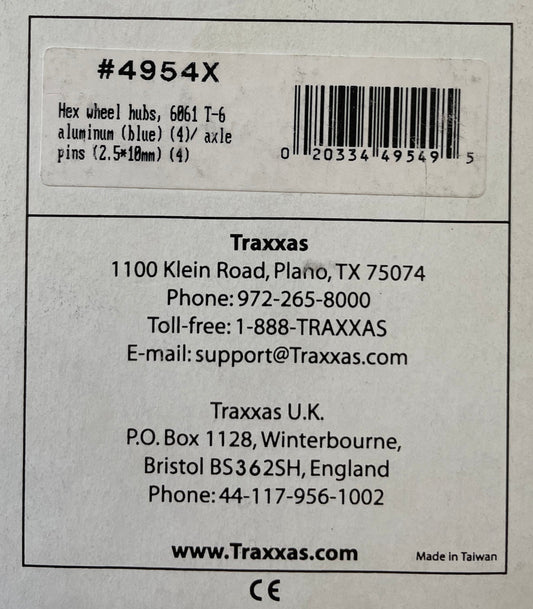 #4954X
Hex wheel hubs, 6061 T-6
aluminum (blue) (4)/ axle
pins (2.5*10mm) (4)
0 20334 49549 5
Traxxas
1100 Klein Road, Plano, TX 75074
Phone: 972-265-8000
Toll-free: 1-888-TRAXXAS
E-mail: support@Traxxas.com
Traxxas U.K.
P.O. Box 1128, Winterbourne,
Bristol BS362SH, England
Phone: 44-117-956-1002
www.Traxxas.com
Made in Taiwan
CE